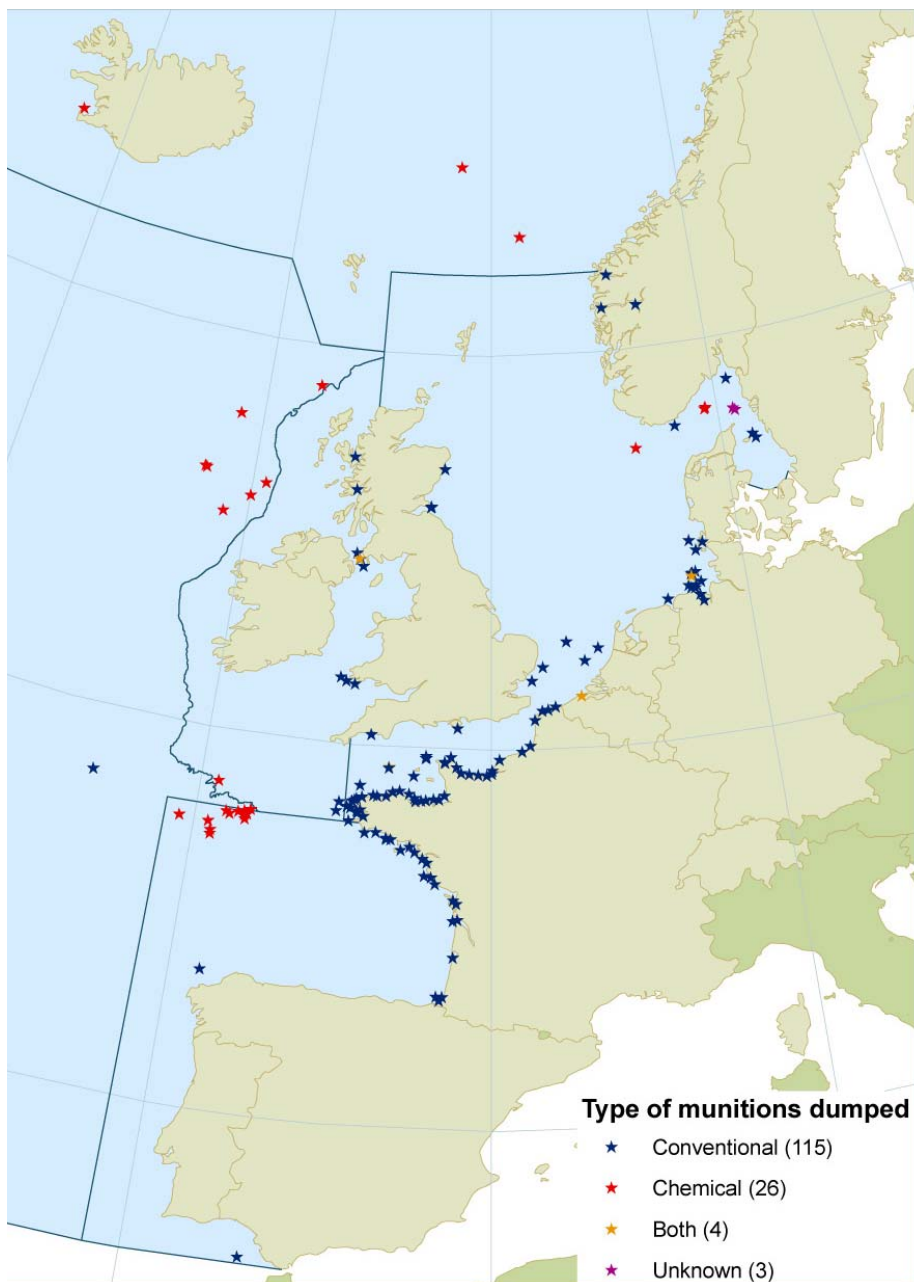 Type of munitions dumped
Conventional (115)
Chemical (26)
Both (4)
Unknown (3)